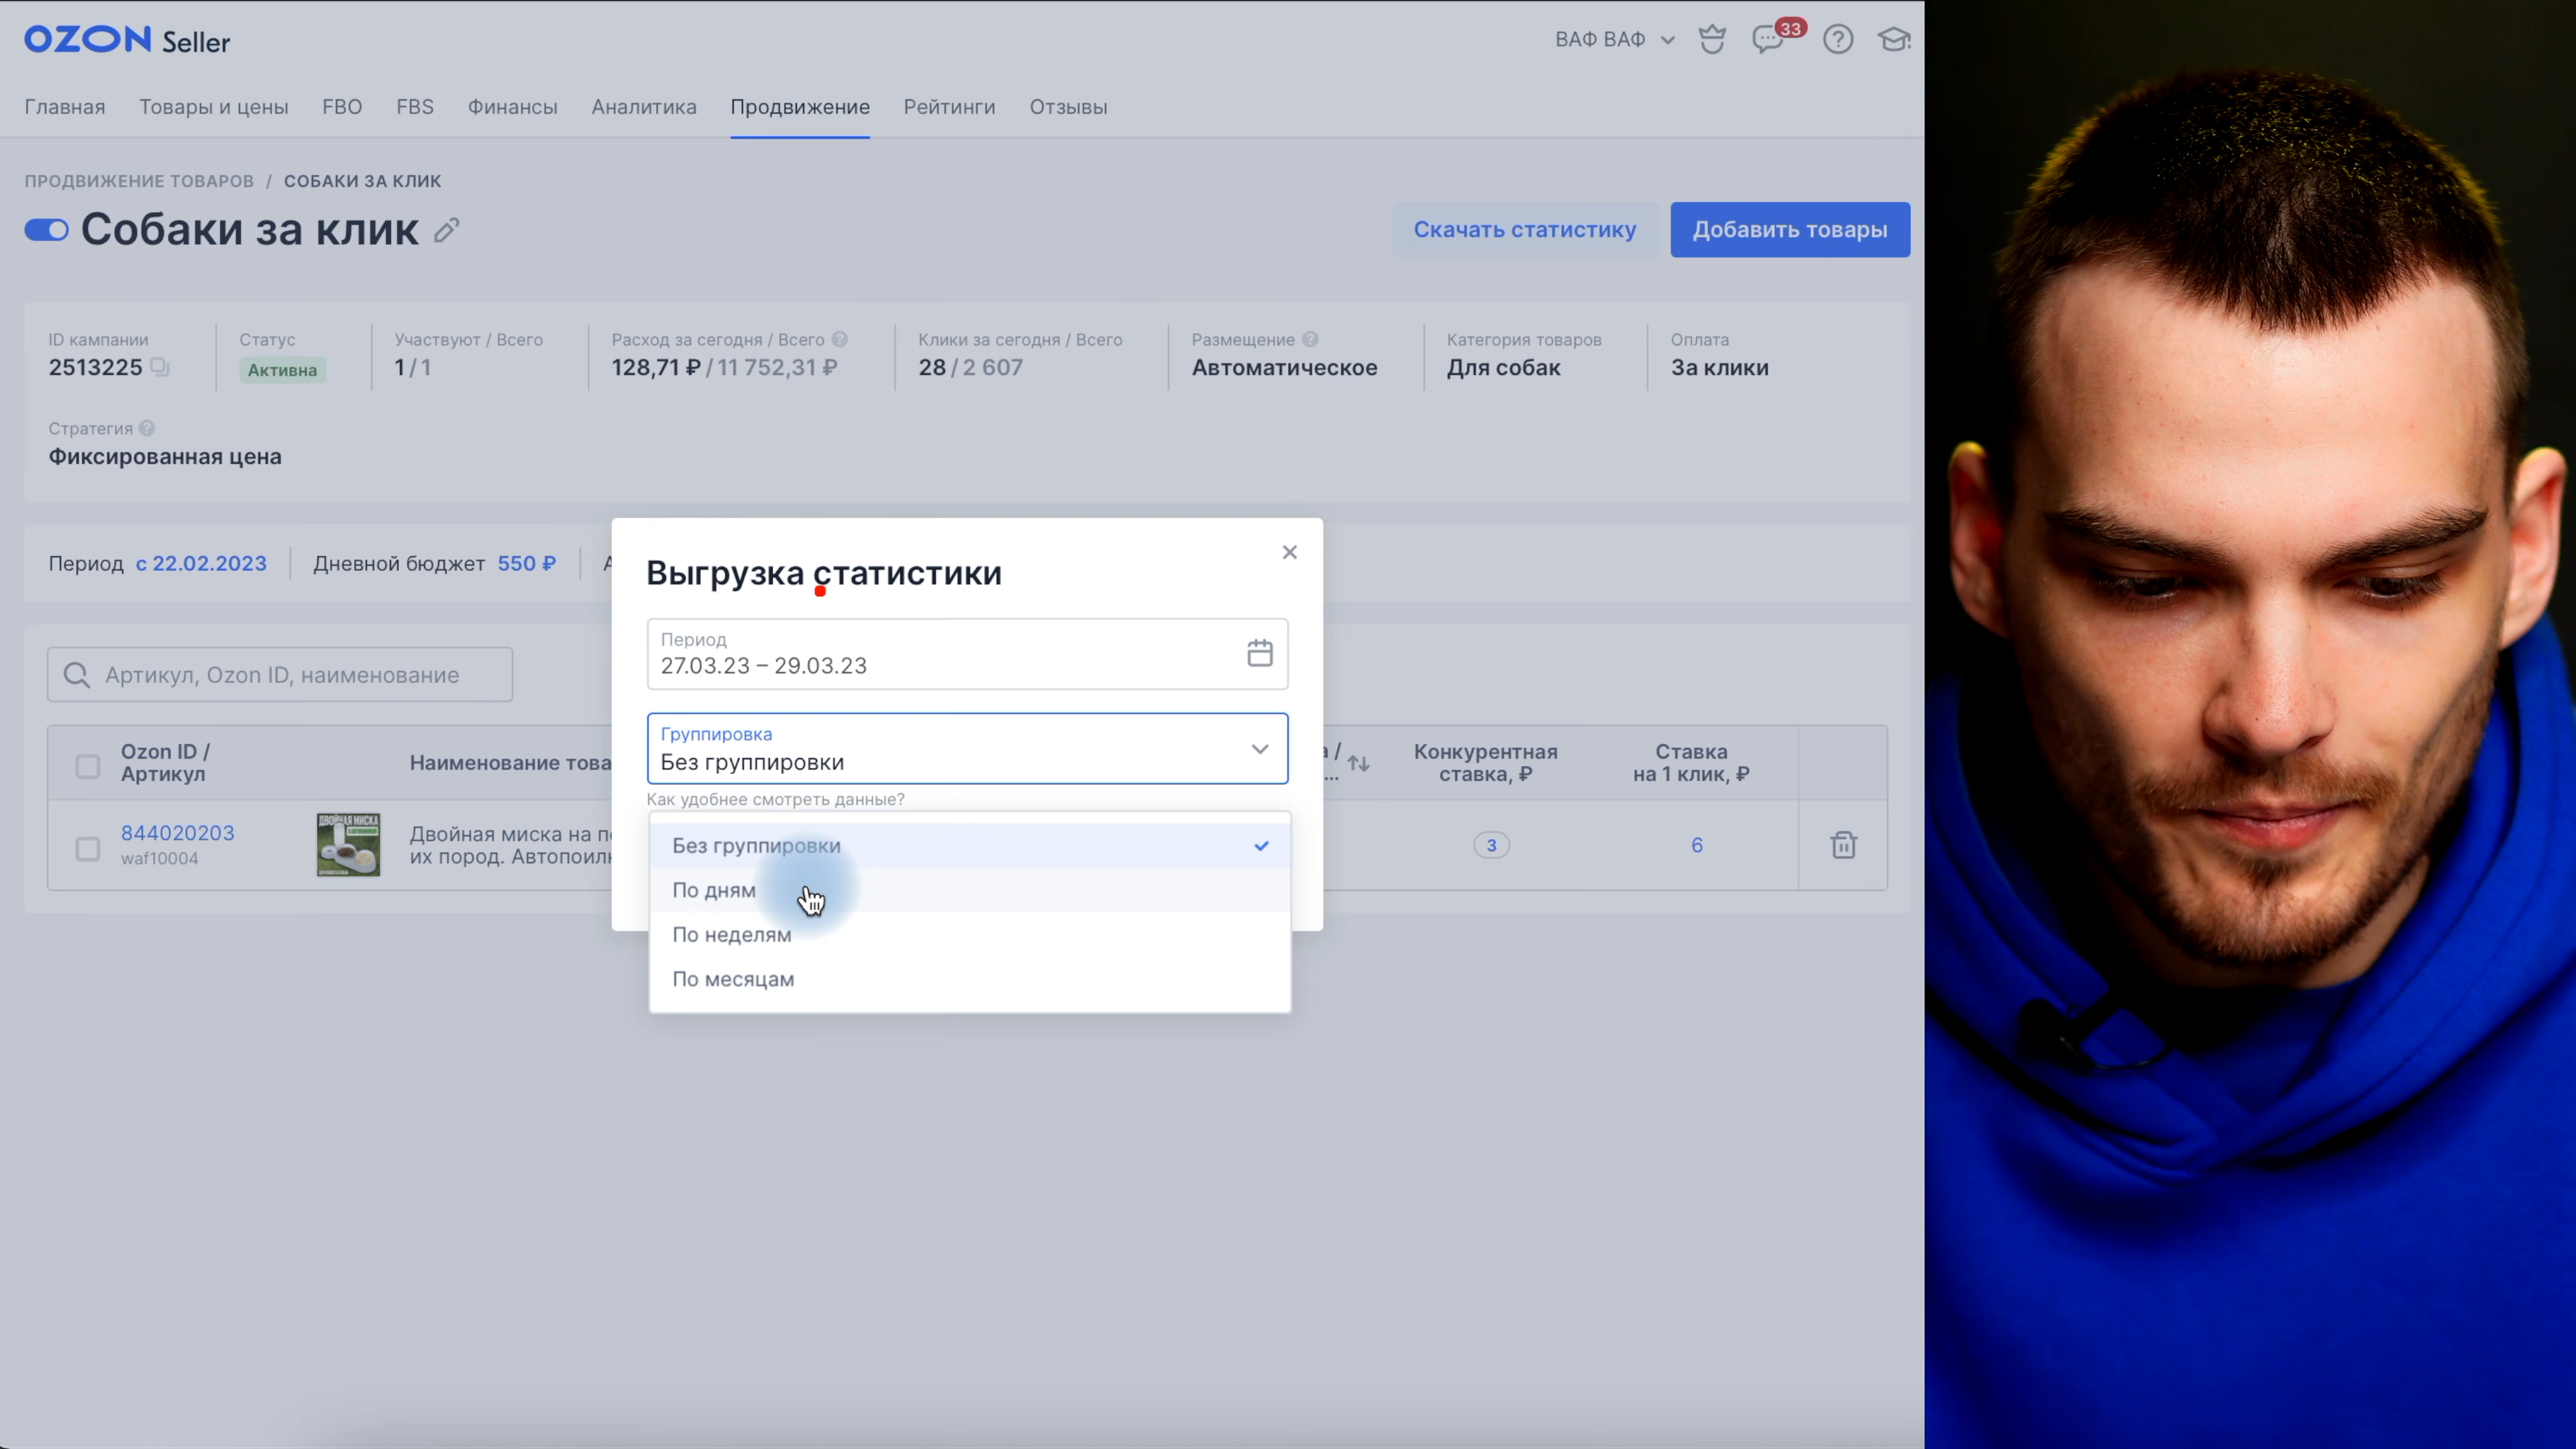 OZON Seller
ВАФ ВАФ
33
Главная
Товары и цены
FBO
FBS
Финансы
Аналитика
Продвижение
Рейтинги
Отзывы
ПРОДВИЖЕНИЕ ТОВАРОВ / СОБАКИ ЗА КЛИК
Собаки за клик
Скачать статистику
Добавить товары
ID кампании
2513225
Статус
Активна
Участвуют / Всего
1 / 1
Расход за сегодня / Всего
128,71 ₽ / 11 752,31 ₽
Клики за сегодня / Всего
28 / 2 607
Размещение
Автоматическое
Категория товаров
Для собак
Оплата
За клики
Стратегия
Фиксированная цена
Период с 22.02.2023
Дневной бюджет 550 ₽
Выгрузка статистики
Период
27.03.23 – 29.03.23
Группировка
Без группировки
Как удобнее смотреть данные?
Без группировки
По дням
По неделям
По месяцам
Артикул, Ozon ID, наименование
Ozon ID /
Артикул
Наименование това
Конкурентная
ставка, ₽
Ставка
на 1 клик, ₽
844020203
waf10004
ДВОЙНАЯ МИСКА
Двойная миска на п
их пород. Автопоил
3
6